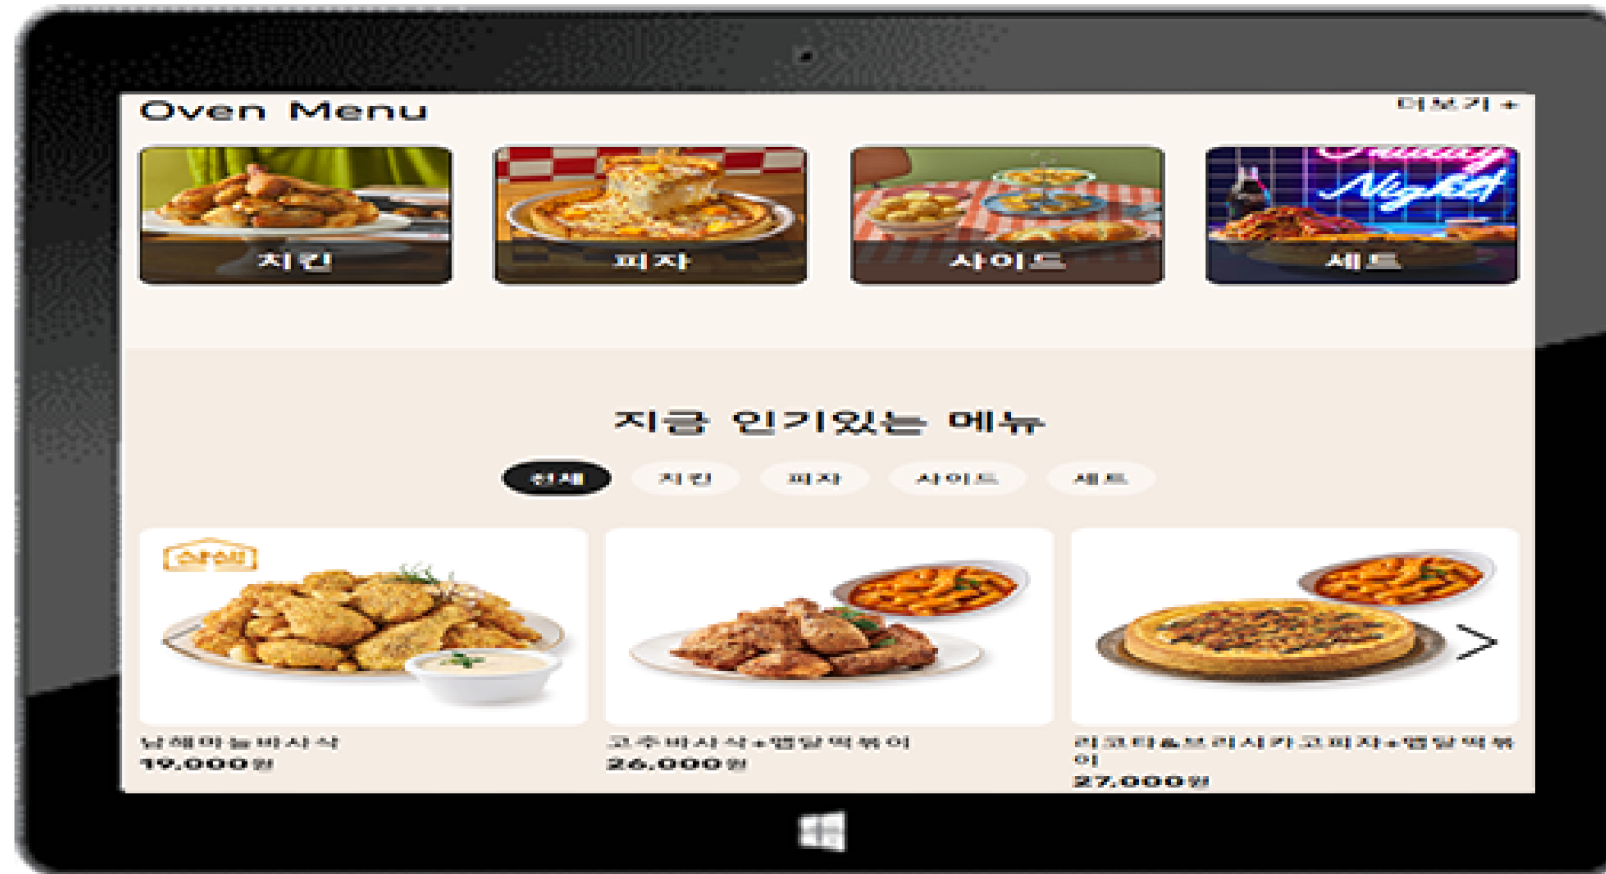 Oven Menu
더보기 +
치킨
피자
사이드
Night
세트
지금 인기있는 메뉴
전체
치킨
피자
사이드
세트
남해마늘바사삭
19,000원
고추바사삭+맵달떡볶이
26,000원
리코타&브리시카고피자+맵달떡볶
이
27,000원